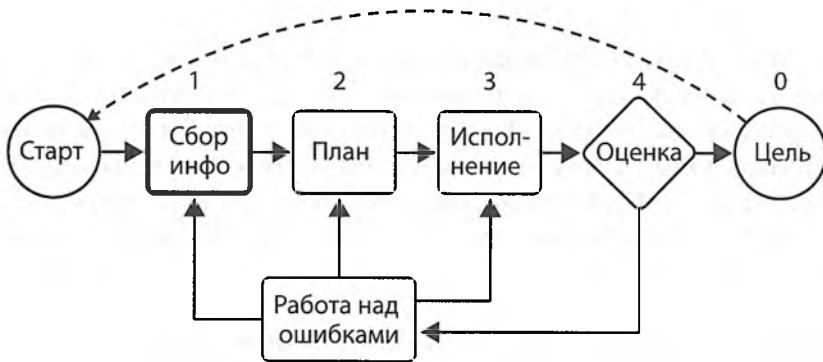 1
2
3
4
0
Старт
Сбор
инфо
План
Испол-
нение
Оценка
Цель
Работа над
ошибками